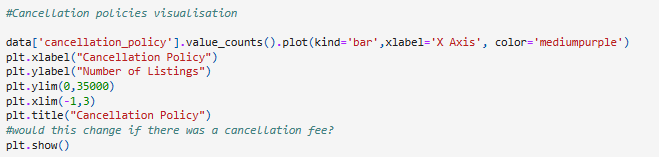 #Cancellation policies visualisation
data['cancellation_policy'].value_counts().plot(kind='bar',xlabel='X Axis', color='mediumpurple')
plt.xlabel("Cancellation Policy")
plt.ylabel("Number of Listings")
plt.ylim(0,35000)
plt.xlim(-1,3)
plt.title("Cancellation Policy")
#would this change if there was a cancellation fee?
plt.show()